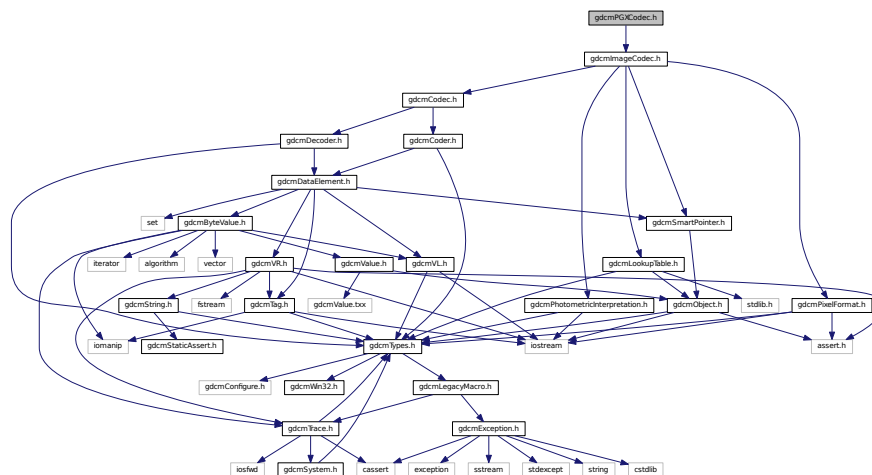 gdcmPGXCodec.h
gdcmImageCodec.h
gdcmCodec.h
gdcmDecoder.h
gdcmCoder.h
gdcmDataElement.h
set
gdcmByteValue.h
gdcmSmartPointer.h
iterator
algorithm
vector
gdcmVR.h
gdcmValue.h
gdcmVL.h
gdcmLookupTable.h
gdcmString.h
fstream
gdcmTag.h
gdcmValue.txx
gdcmPhotometricInterpretation.h
gdcmObject.h
stdlib.h
gdcmPixelFormat.h
iomanip
gdcmStaticAssert.h
gdcmTypes.h
iostream
assert.h
gdcmConfigure.h
gdcmWin32.h
gdcmLegacyMacro.h
gdcmTrace.h
gdcmException.h
iosfwd
gdcmSystem.h
cassert
exception
sstream
stdexcept
string
cstdlib